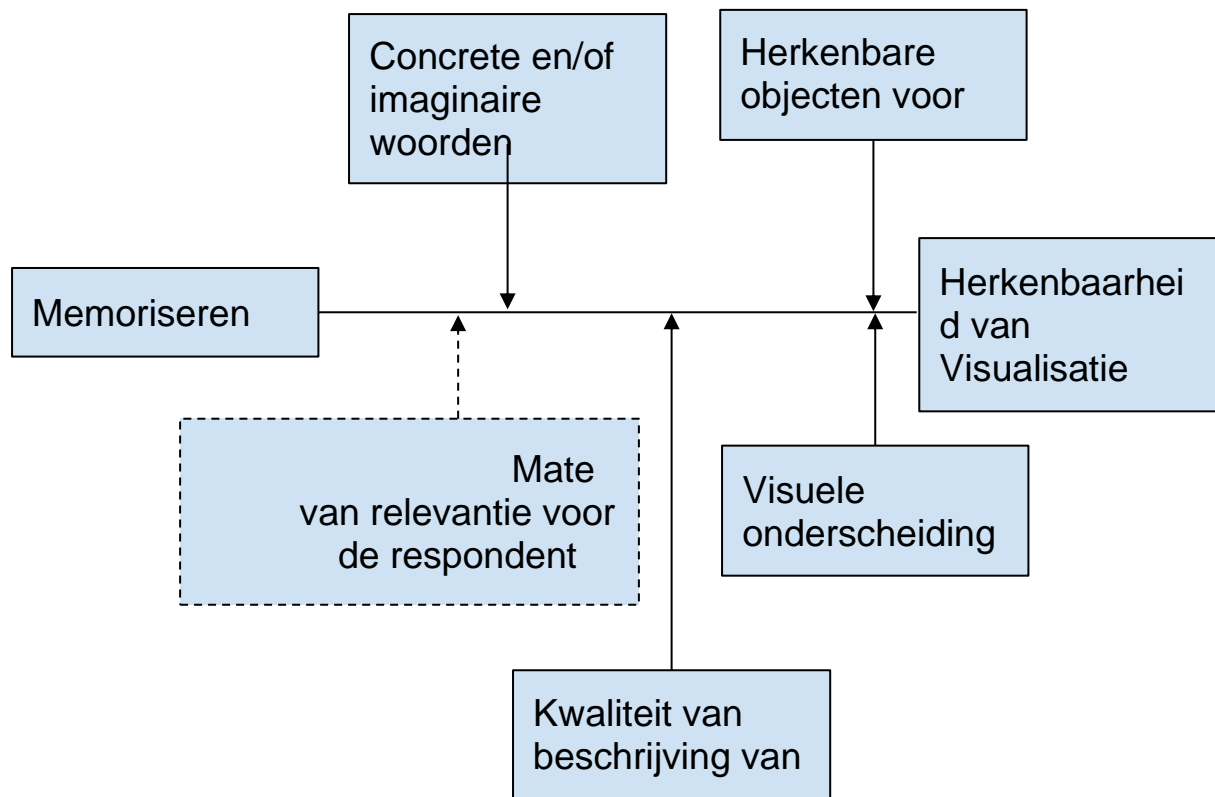 Concrete en/of
imaginaire
woorden
Herkenbare
objecten voor
Memoriseren
Herkenbaarhei
d van
Visualisatie
Mate
van relevantie voor
de respondent
Visuele
onderscheiding
Kwaliteit van
beschrijving van